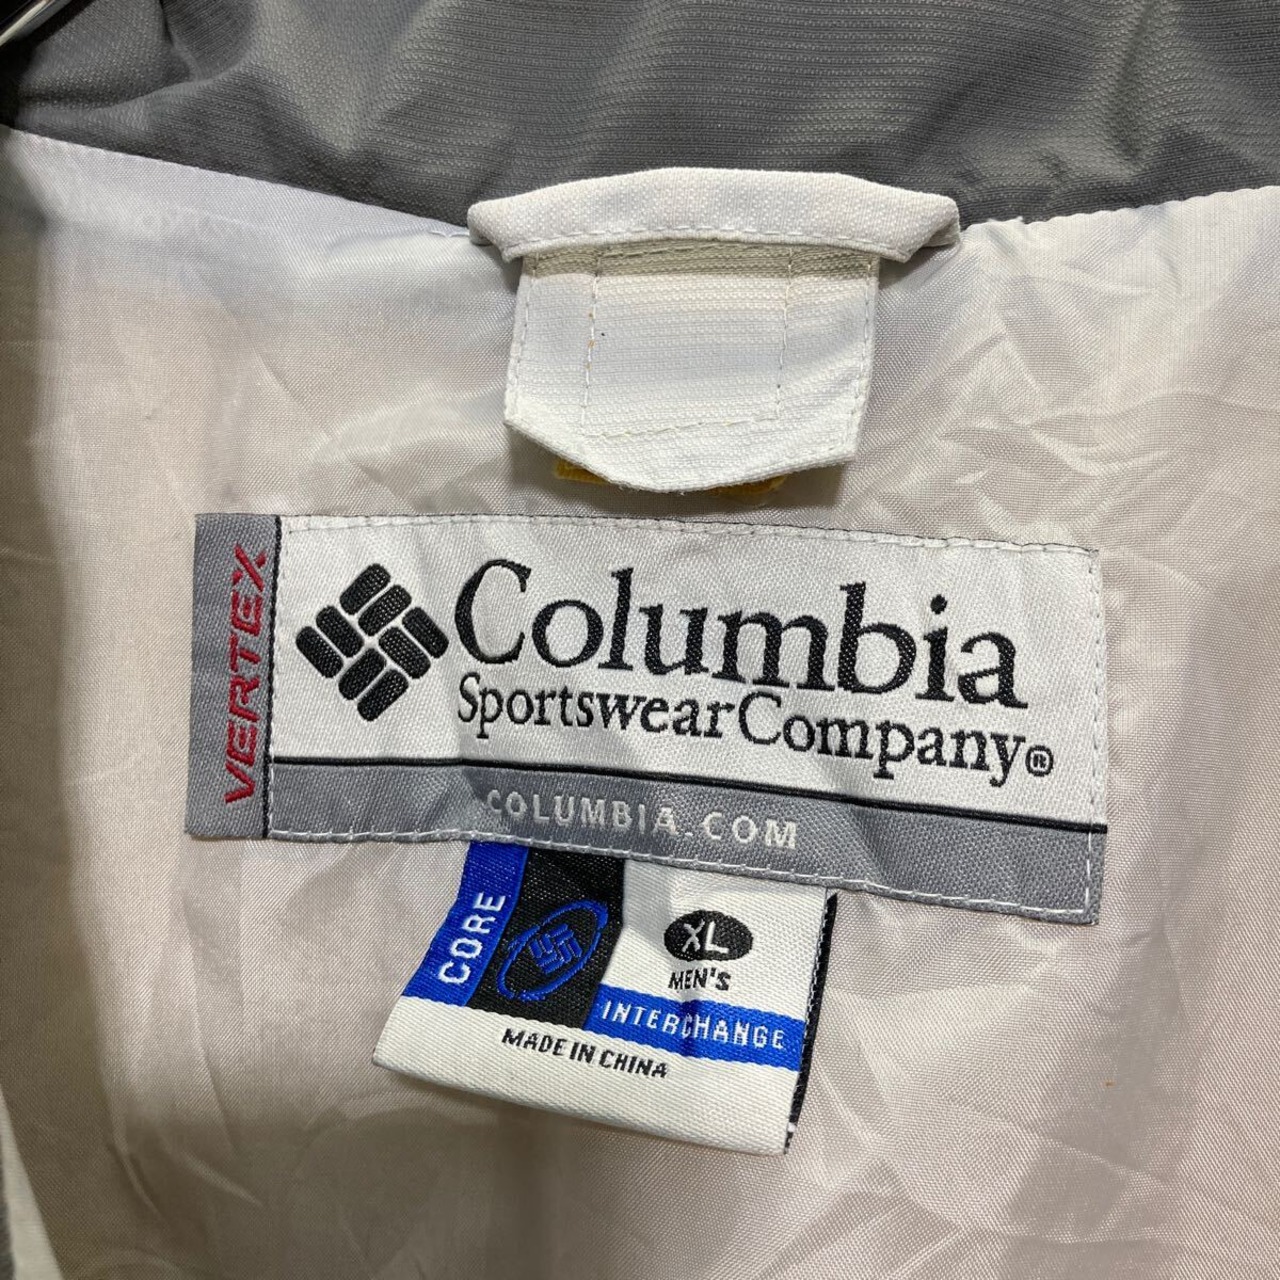 VERTEX
Columbia
Sportswear Company®
COLUMBIA.COM
CORE
XL
MEN'S
INTERCHANGE
MADE IN CHINA